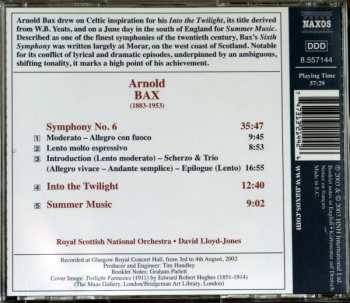 Arnold Bax drew on Celtic inspiration for his Into the Twilight, its title derived
from W.B. Yeats, and on a June day in the south of England for Summer Music.
Described as one of the finest symphonies of the twentieth century, Bax's Sixth
Symphony was written largely at Morar, on the west coast of Scotland. Notable
for its conflict of lyrical and dramatic episodes, underpinned by an ambiguous,
shifting tonality, it marks a high point of his achievement.
Arnold
BAX
(1883-1953)
Symphony No. 6 35:47
1 Moderato – Allegro con fuoco 9:45
2 Lento molto espressivo 8:53
3 Introduction (Lento moderato) – Scherzo & Trio
(Allegro vivace – Andante semplice) – Epilogue (Lento) 16:55
4 Into the Twilight 12:40
5 Summer Music 9:02
Royal Scottish National Orchestra • David Lloyd-Jones
Recorded at Glasgow Royal Concert Hall, from 3rd to 4th August, 2002
Producer and Engineer: Tim Handley
Booklet Notes: Graham Parlett
Cover Image: Twilight Fantasies (1911) by Edward Robert Hughes (1851-1914)
(The Maas Gallery, London/Bridgeman Art Library, London)
NAXOS
DDD
8.557144
Playing Time
57:29
www.naxos.com